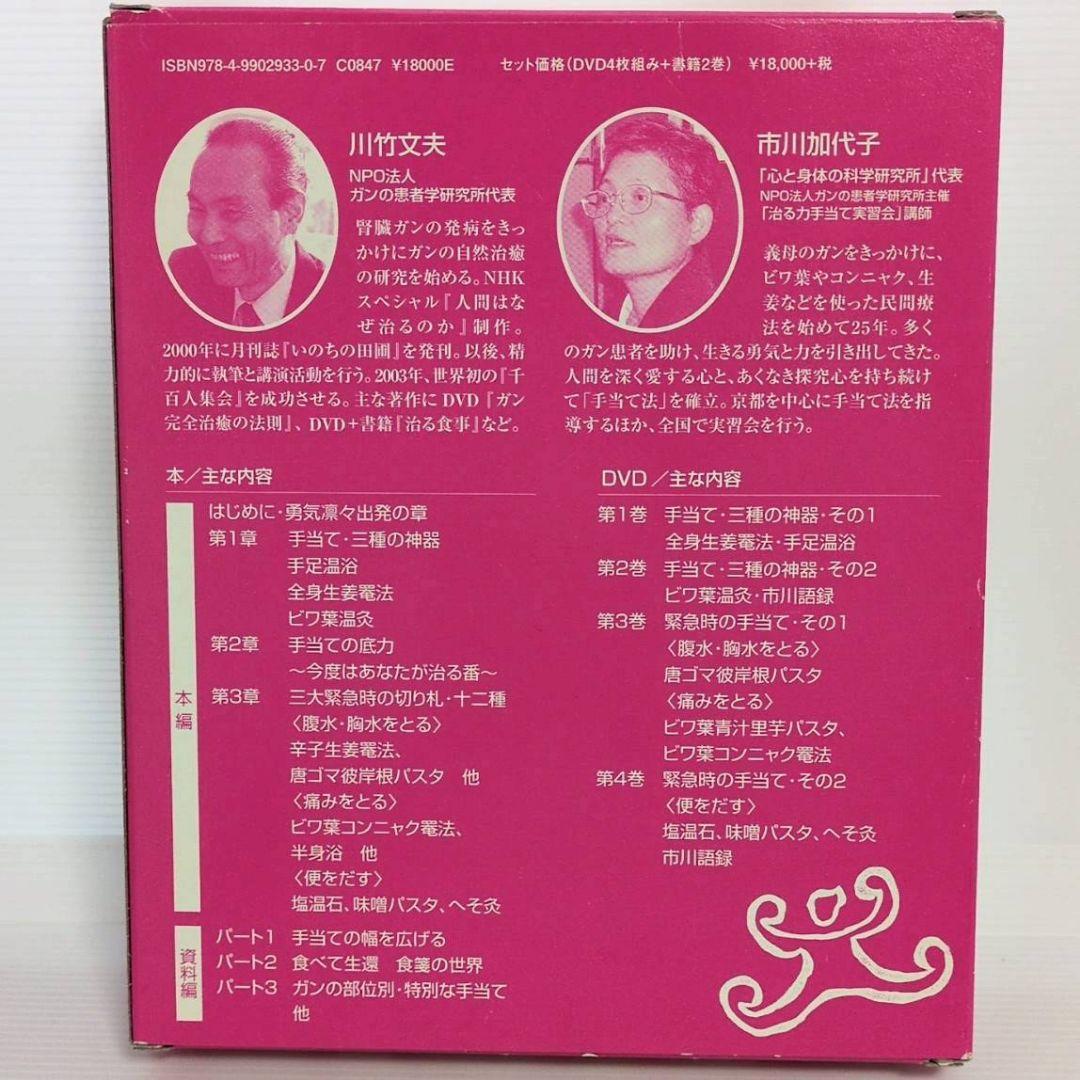 ISBN978-4-9902933-0-7 C0847 ¥18000E セット価格(DVD4枚組み+書籍2巻) ¥18,000+税
川竹文夫
NPO法人
ガンの患者学研究所代表
腎臓ガンの発病をきっ
かけにガンの自然治癒
の研究を始める。NHK
スペシャル『人間はな
ぜ治るのか』制作。
2000年に月刊誌『いのちの田圃』を発刊。以後、精
力的に執筆と講演活動を行う。2003年、世界初の『千
百人集会』を成功させる。主な著作に DVD『ガン
完全治癒の法則』、DVD+書籍『治る食事』など。
市川加代子
「心と身体の科学研究所」代表
NPO法人ガンの患者学研究所主催
「治る力手当て実習会」講師
義母のガンをきっかけに、
ビワ葉やコンニャク、生
姜などを使った民間療
法を始めて25年。多く
のガン患者を助け、生きる勇気と力を引き出してきた。
人間を深く愛する心と、あくなき探究心を持ち続け
て「手当て法」を確立。京都を中心に手当て法を指
導するほか、全国で実習会を行う。
本/主な内容
本編
はじめに・勇気凛々出発の章
第1章 手当て・三種の神器
手足温浴
全身生姜罨法
ビワ葉温灸
第2章 手当ての底力
～今度はあなたが治る番～
第3章 三大緊急時の切り札・十二種
〈腹水・胸水をとる〉
辛子生姜罨法、
唐ゴマ彼岸根パスタ 他
〈痛みをとる〉
ビワ葉コンニャク罨法、
半身浴 他
〈便をだす〉
塩温石、味噌パスタ、へそ灸
資料編
パート1 手当ての幅を広げる
パート2 食べて生還 食箋の世界
パート3 ガンの部位別・特別な手当て
他
DVD/主な内容
第1巻 手当て・三種の神器・その1
全身生姜罨法・手足温浴
第2巻 手当て・三種の神器・その2
ビワ葉温灸・市川語録
第3巻 緊急時の手当て・その1
〈腹水・胸水をとる〉
唐ゴマ彼岸根パスタ
〈痛みをとる〉
ビワ葉青汁里芋パスタ、
ビワ葉コンニャク罨法
第4巻 緊急時の手当て・その2
〈便をだす〉
塩温石、味噌パスタ、へそ灸
市川語録